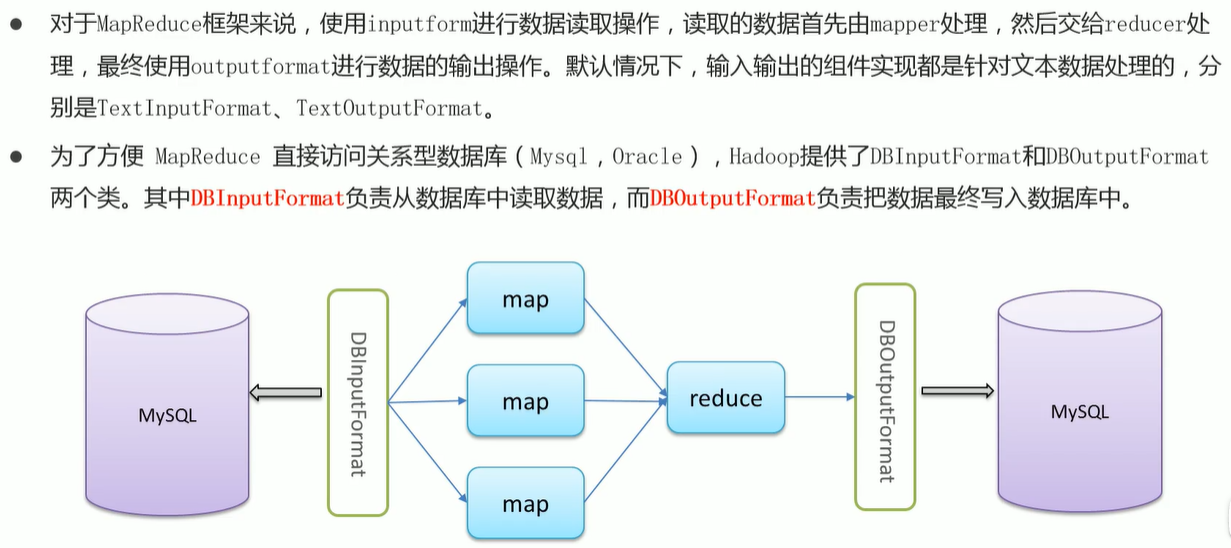 ● 对于MapReduce框架来说，使用inputform进行数据读取操作，读取的数据首先由mapper处理，然后交给reducer处
理，最终使用outputformat进行数据的输出操作。默认情况下，输入输出的组件实现都是针对文本数据处理的，分
别是TextInputFormat、TextOutputFormat。
● 为了方便 MapReduce 直接访问关系型数据库（Mysql，Oracle），Hadoop提供了DBInputFormat和DBOutputFormat
两个类。其中DBInputFormat负责从数据库中读取数据，而DBOutputFormat负责把数据最终写入数据库中。
MySQL
DBInputFormat
map
map
map
reduce
DBOutputFormat
MySQL